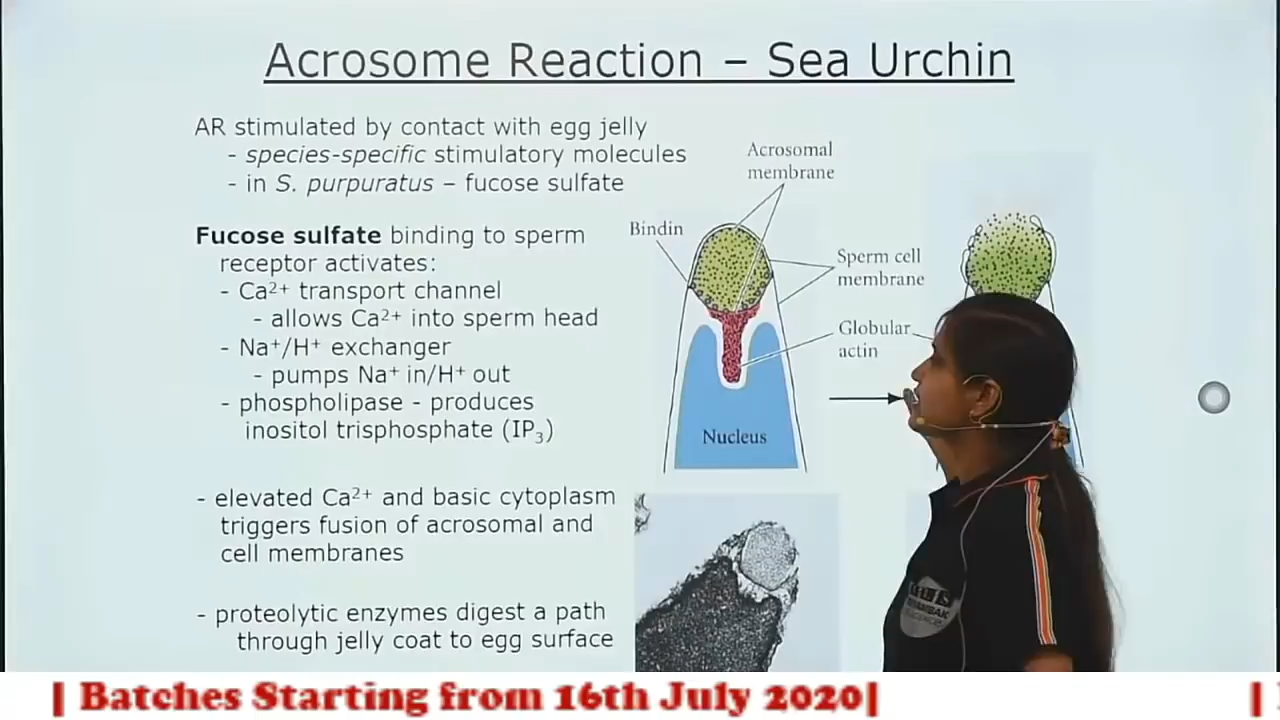 Acrosome Reaction – Sea Urchin
AR stimulated by contact with egg jelly
- species-specific stimulatory molecules
- in S. purpuratus – fucose sulfate
Fucose sulfate binding to sperm
receptor activates:
- Ca²⁺ transport channel
- allows Ca²⁺ into sperm head
- Na⁺/H⁺ exchanger
- pumps Na⁺ in/H⁺ out
- phospholipase - produces
inositol trisphosphate (IP₃)
- elevated Ca²⁺ and basic cytoplasm
triggers fusion of acrosomal and
cell membranes
- proteolytic enzymes digest a path
through jelly coat to egg surface
Acrosomal
membrane
Bindin
Sperm cell
membrane
Globular
actin
Nucleus
| Batches Starting from 16th July 2020|
|